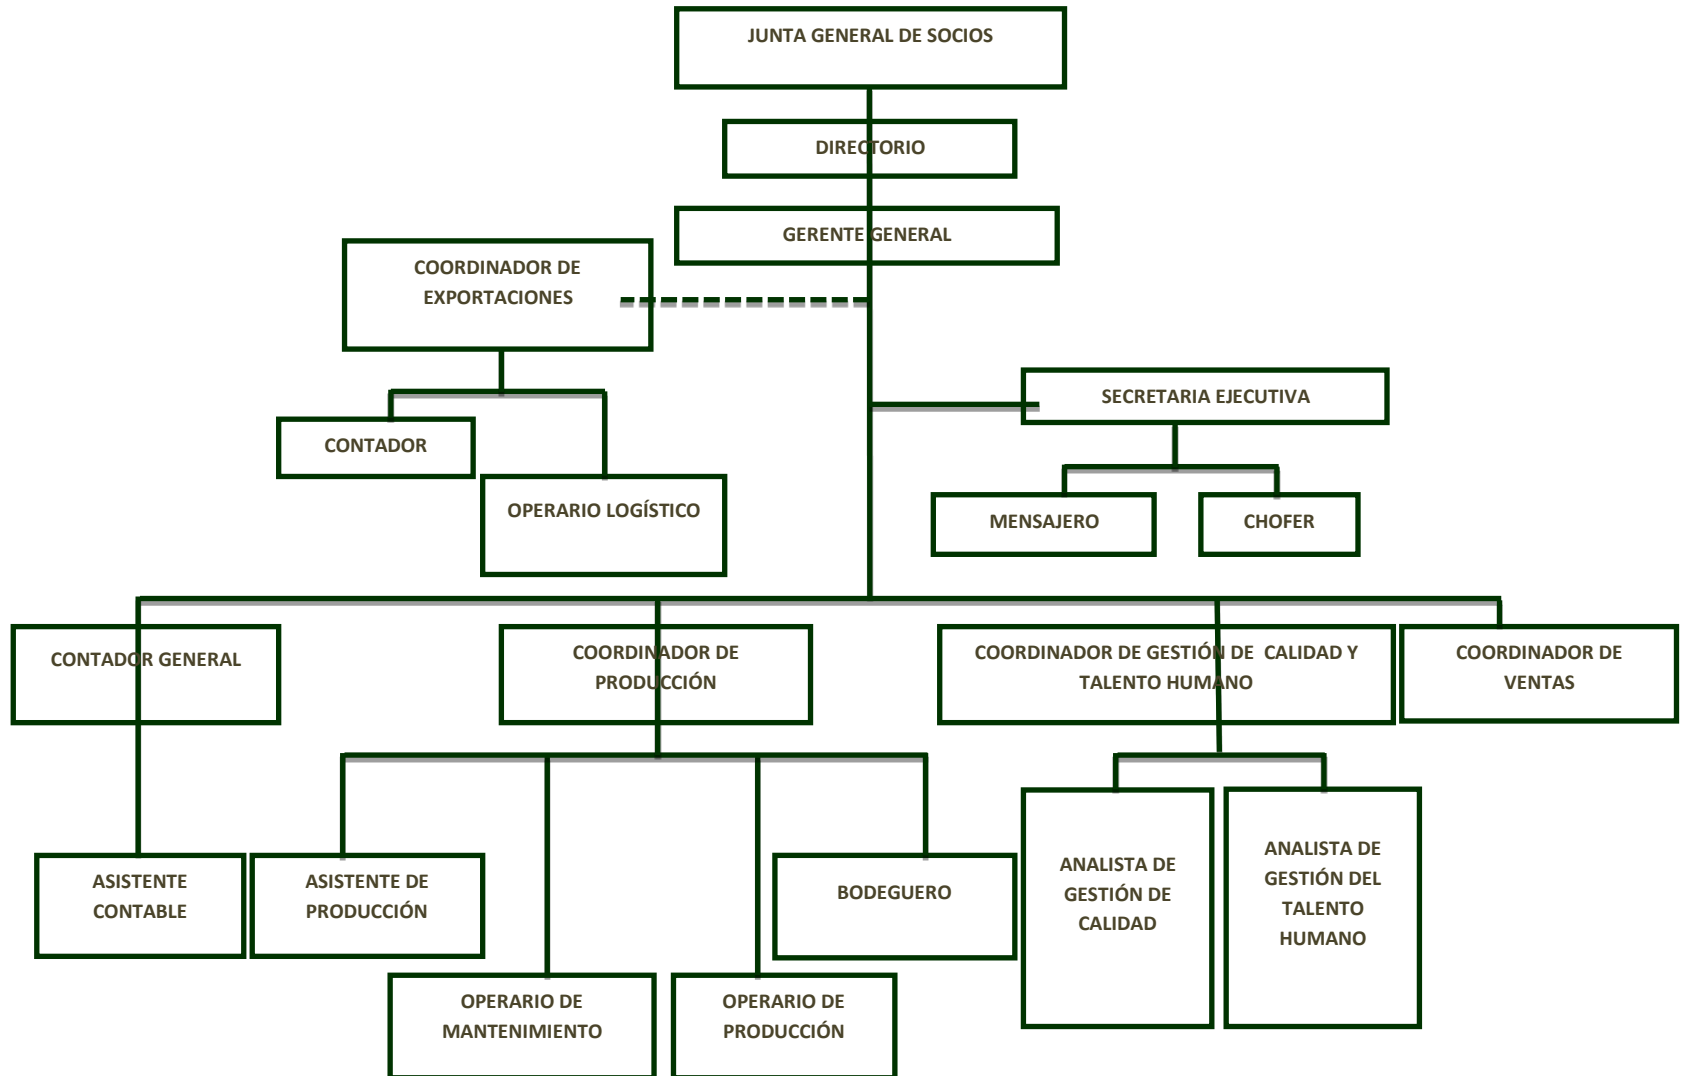 JUNTA GENERAL DE SOCIOS
DIRECTORIO
GERENTE GENERAL
COORDINADOR DE
EXPORTACIONES
SECRETARIA EJECUTIVA
CONTADOR
OPERARIO LOGÍSTICO
MENSAJERO
CHOFER
CONTADOR GENERAL
COORDINADOR DE
PRODUCCIÓN
COORDINADOR DE GESTIÓN DE CALIDAD Y
TALENTO HUMANO
COORDINADOR DE
VENTAS
ASISTENTE
CONTABLE
ASISTENTE DE
PRODUCCIÓN
BODEGUERO
ANALISTA DE
GESTIÓN DE
CALIDAD
ANALISTA DE
GESTIÓN DEL
TALENTO
HUMANO
OPERARIO DE
MANTENIMIENTO
OPERARIO DE
PRODUCCIÓN